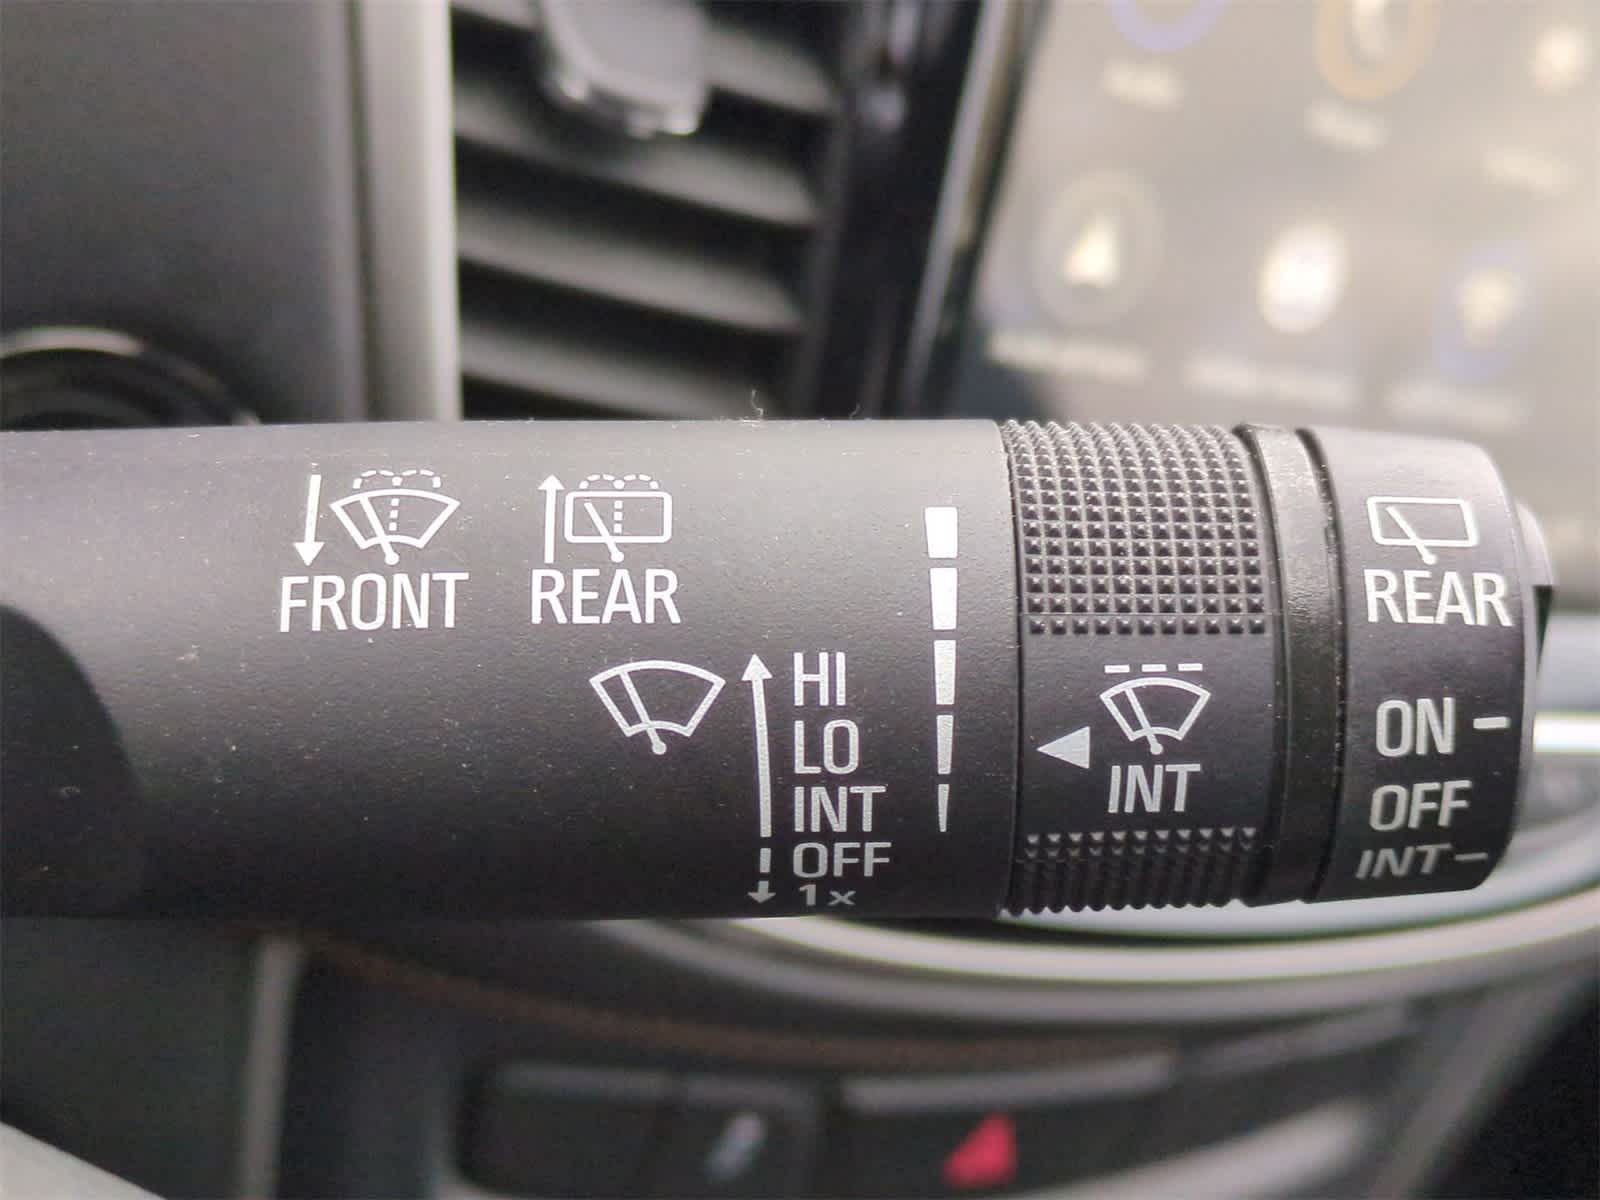 FRONT
REAR
HI
LO
INT
OFF
1x
INT
REAR
ON
OFF
INT